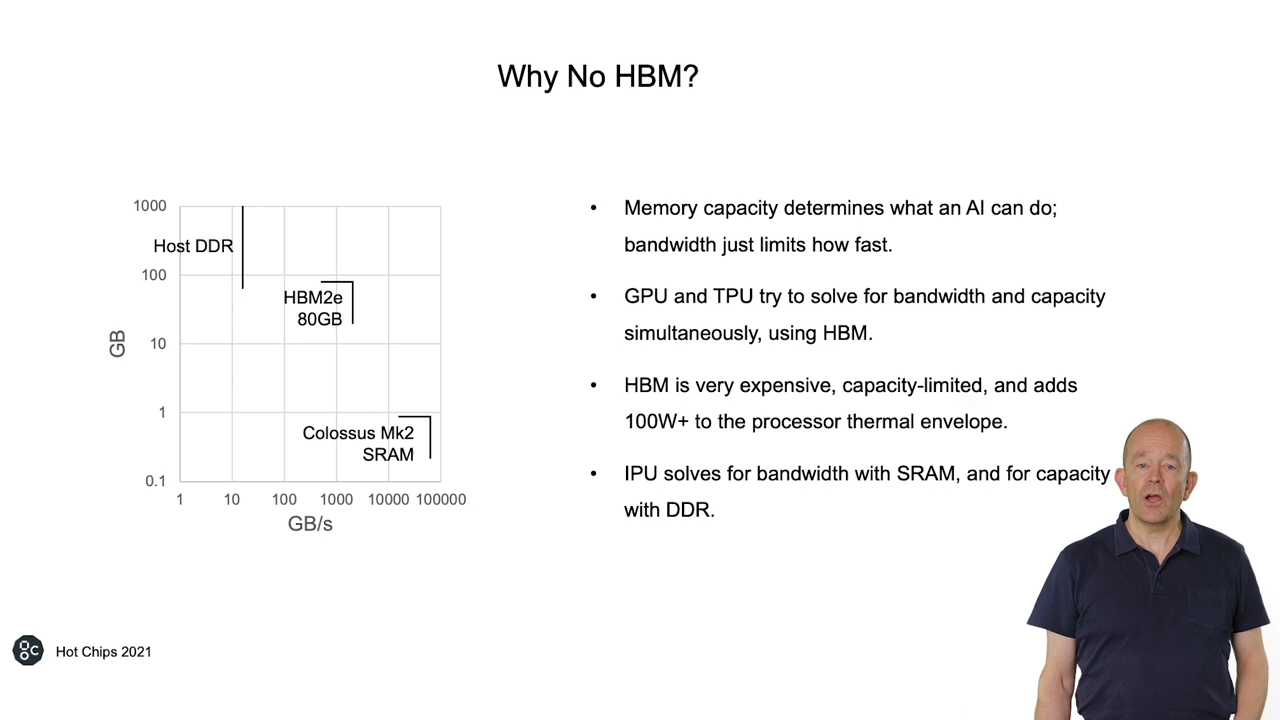 Why No HBM?
1000
Host DDR
100
HBM2e
80GB
GB
10
1
Colossus Mk2
SRAM
0.1
1 10 100 1000 10000 100000
GB/s
• Memory capacity determines what an AI can do;
bandwidth just limits how fast.
• GPU and TPU try to solve for bandwidth and capacity
simultaneously, using HBM.
• HBM is very expensive, capacity-limited, and adds
100W+ to the processor thermal envelope.
• IPU solves for bandwidth with SRAM, and for capacity
with DDR.
gc
Hot Chips 2021